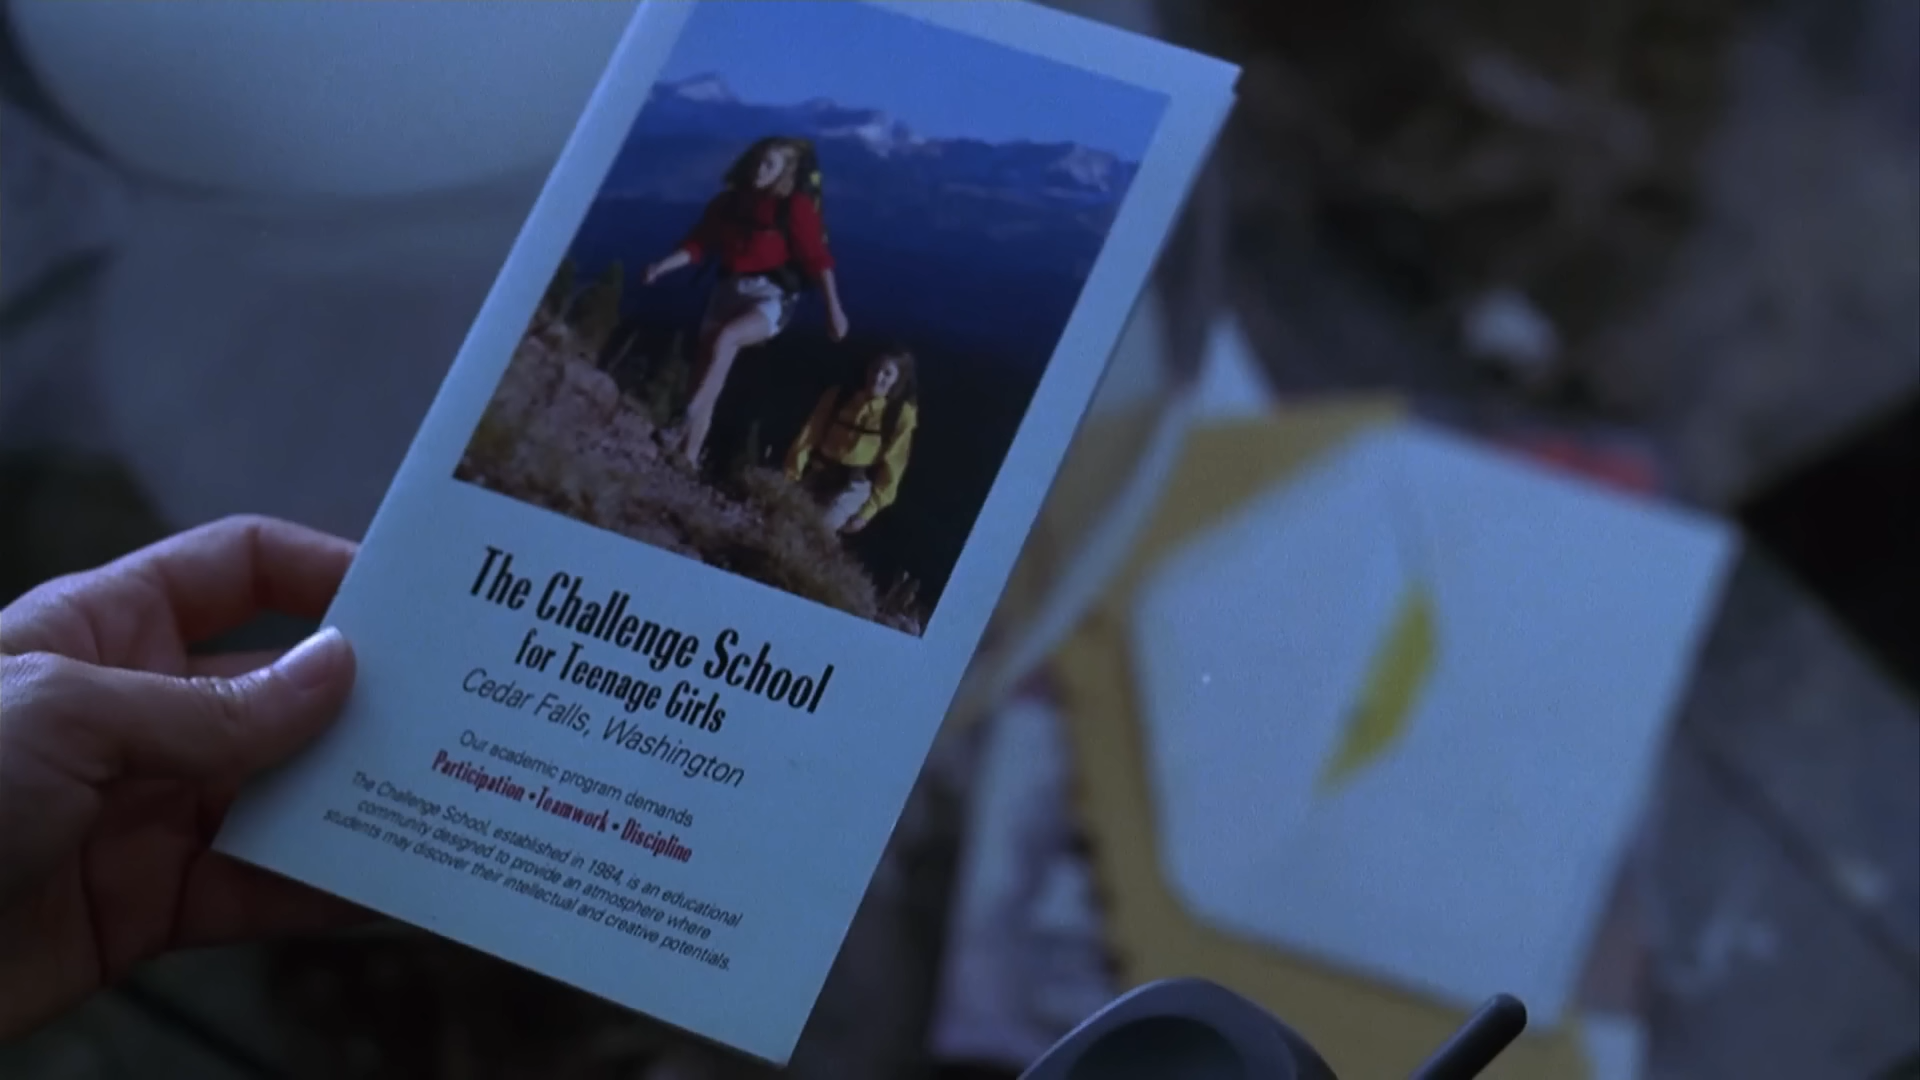 The Challenge School
for Teenage Girls
Cedar Falls, Washington
Our academic program demands
Participation • Teamwork • Discipline
The Challenge School, established in 1984, is an educational
community designed to provide an atmosphere where
students may discover their intellectual and creative potentials.